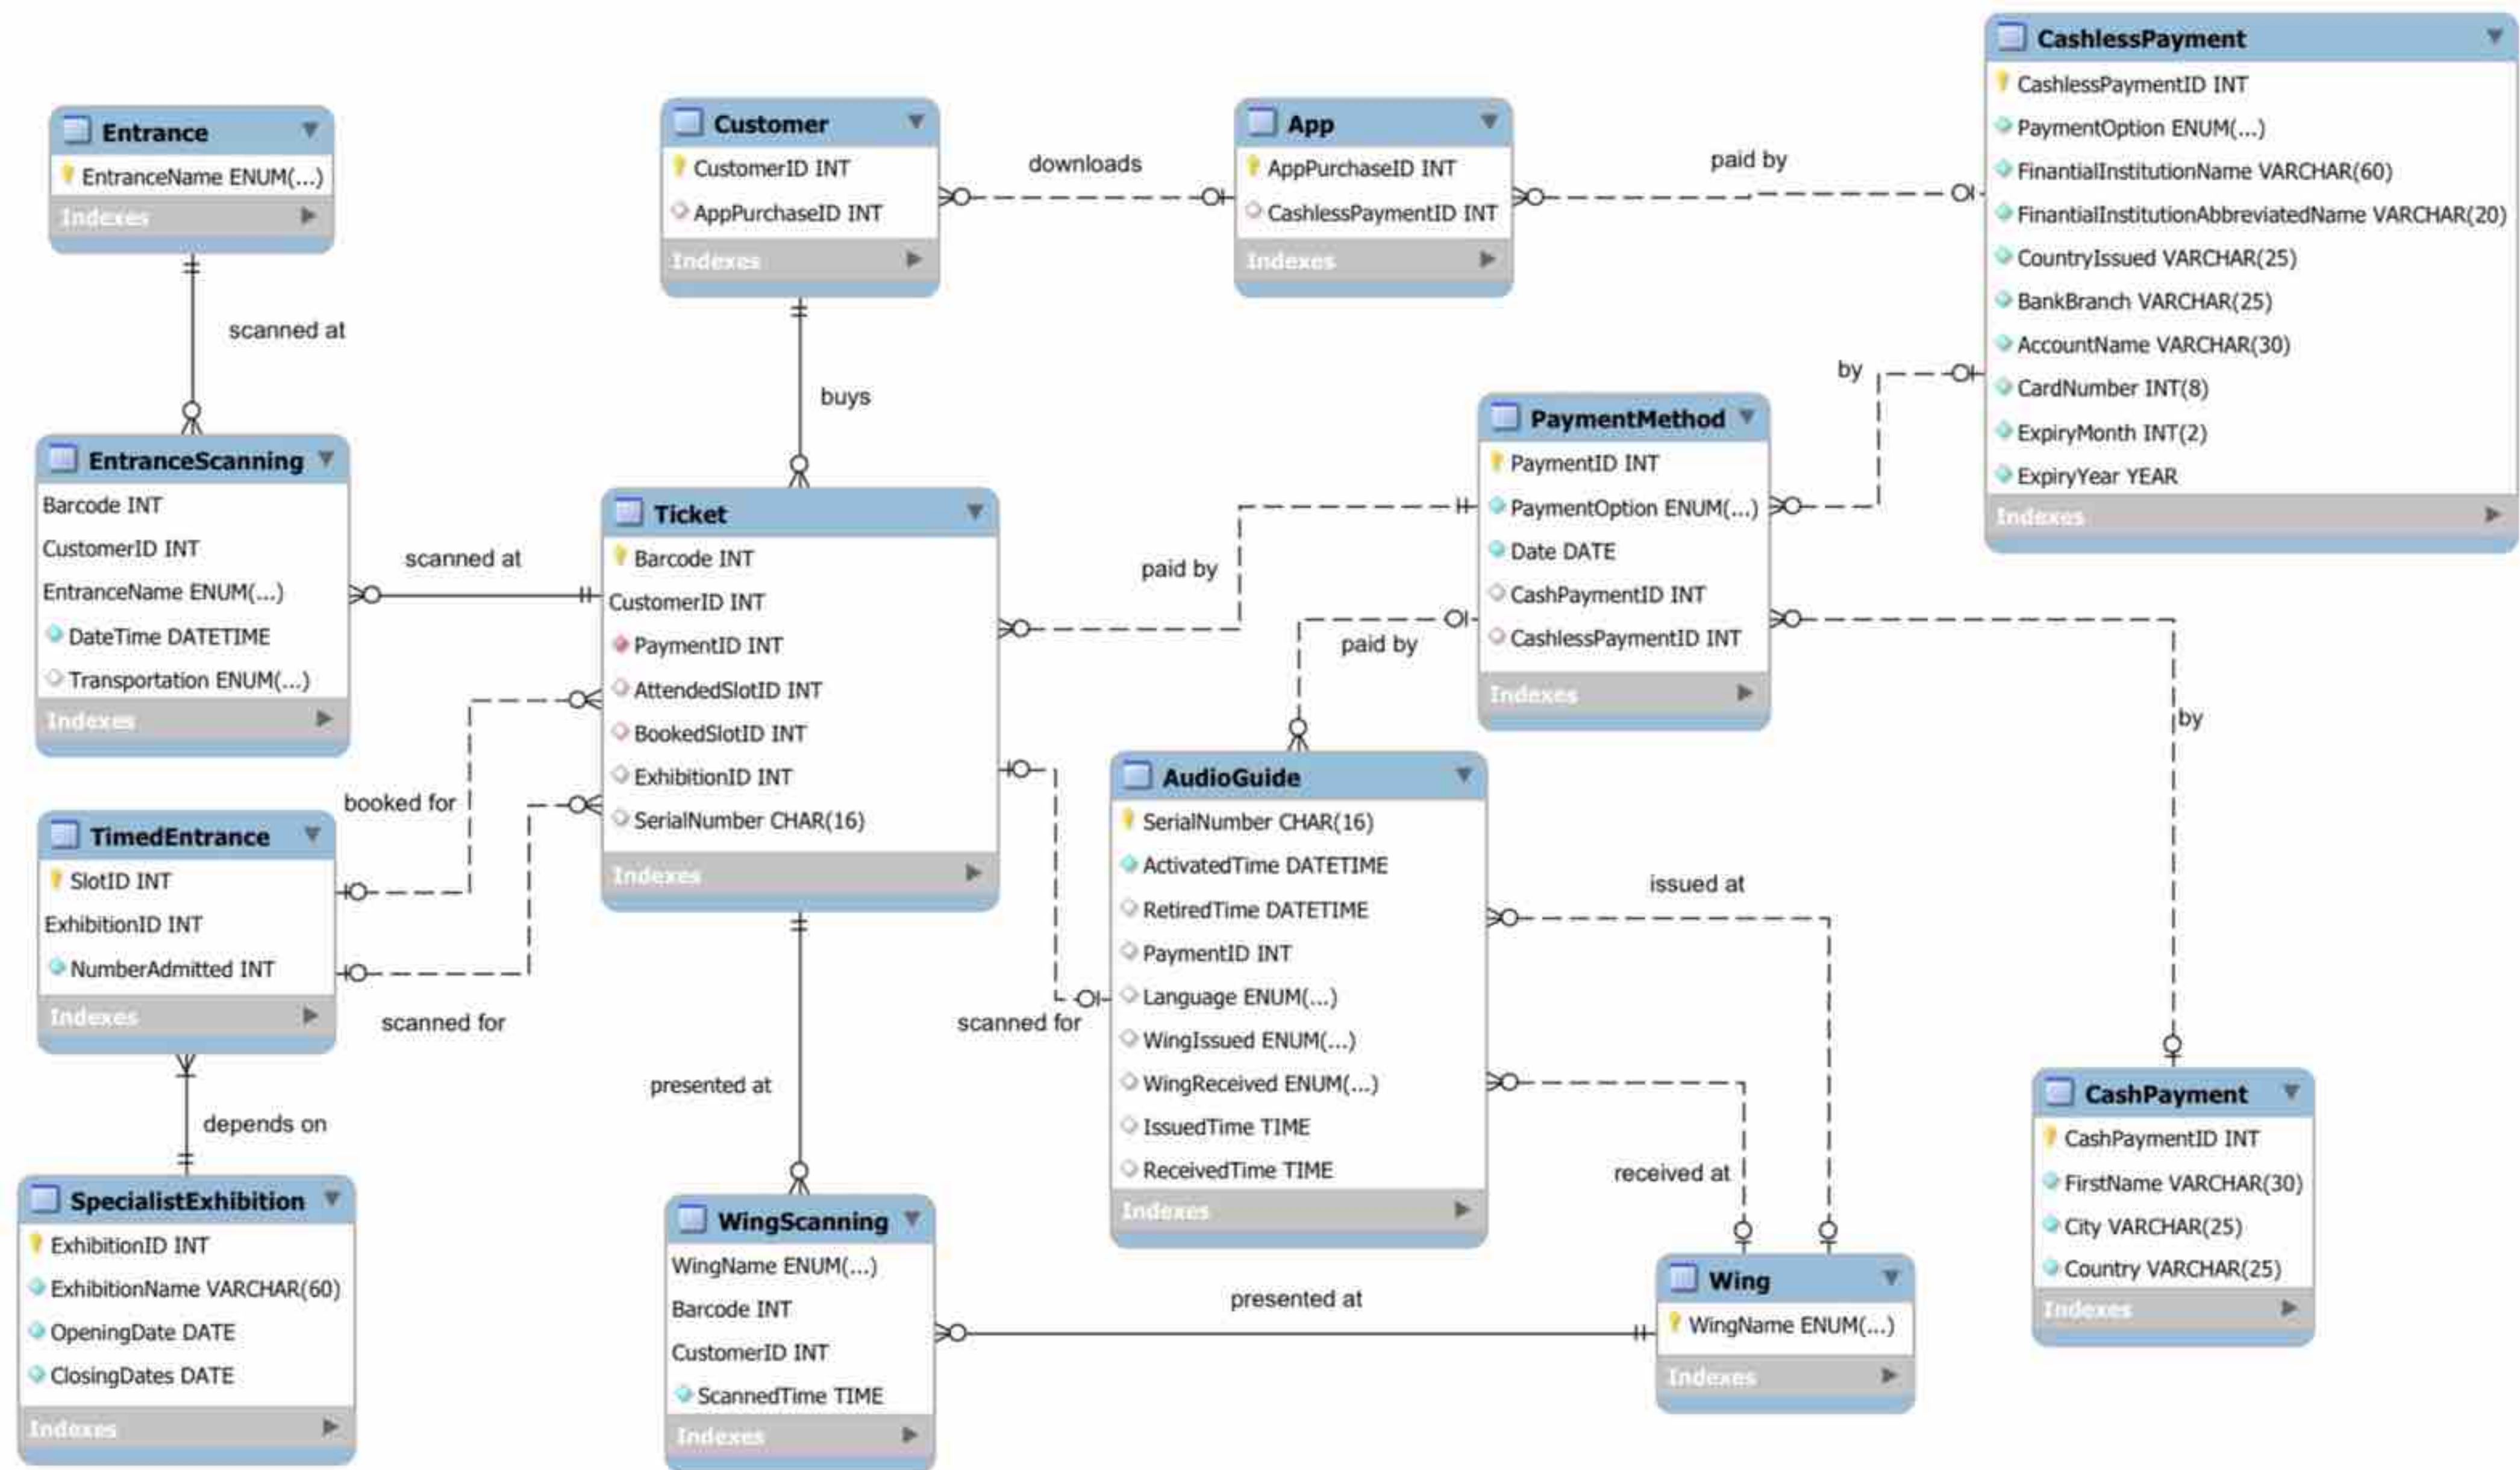 Entrance
EntranceName ENUM(...)
Indexes
scanned at
EntranceScanning
Barcode INT
CustomerID INT
EntranceName ENUM(...)
DateTime DATETIME
Transportation ENUM(...)
Indexes
scanned at
TimedEntrance
SlotID INT
ExhibitionID INT
NumberAdmitted INT
Indexes
booked for
scanned for
depends on
SpecialistExhibition
ExhibitionID INT
ExhibitionName VARCHAR(60)
OpeningDate DATE
ClosingDates DATE
Indexes
Customer
CustomerID INT
AppPurchaseID INT
Indexes
downloads
buys
Ticket
Barcode INT
CustomerID INT
PaymentID INT
AttendedSlotID INT
BookedSlotID INT
ExhibitionID INT
SerialNumber CHAR(16)
Indexes
presented at
WingScanning
WingName ENUM(...)
Barcode INT
CustomerID INT
ScannedTime TIME
Indexes
App
AppPurchaseID INT
CashlessPaymentID INT
Indexes
paid by
paid by
paid by
scanned for
AudioGuide
SerialNumber CHAR(16)
ActivatedTime DATETIME
RetiredTime DATETIME
PaymentID INT
Language ENUM(...)
WingIssued ENUM(...)
WingReceived ENUM(...)
IssuedTime TIME
ReceivedTime TIME
Indexes
issued at
received at
presented at
PaymentMethod
PaymentID INT
PaymentOption ENUM(...)
Date DATE
CashPaymentID INT
CashlessPaymentID INT
Indexes
by
by
Wing
WingName ENUM(...)
Indexes
CashlessPayment
CashlessPaymentID INT
PaymentOption ENUM(...)
FinantialInstitutionName VARCHAR(60)
FinantialInstitutionAbbreviatedName VARCHAR(20)
CountryIssued VARCHAR(25)
BankBranch VARCHAR(25)
AccountName VARCHAR(30)
CardNumber INT(8)
ExpiryMonth INT(2)
ExpiryYear YEAR
Indexes
CashPayment
CashPaymentID INT
FirstName VARCHAR(30)
City VARCHAR(25)
Country VARCHAR(25)
Indexes